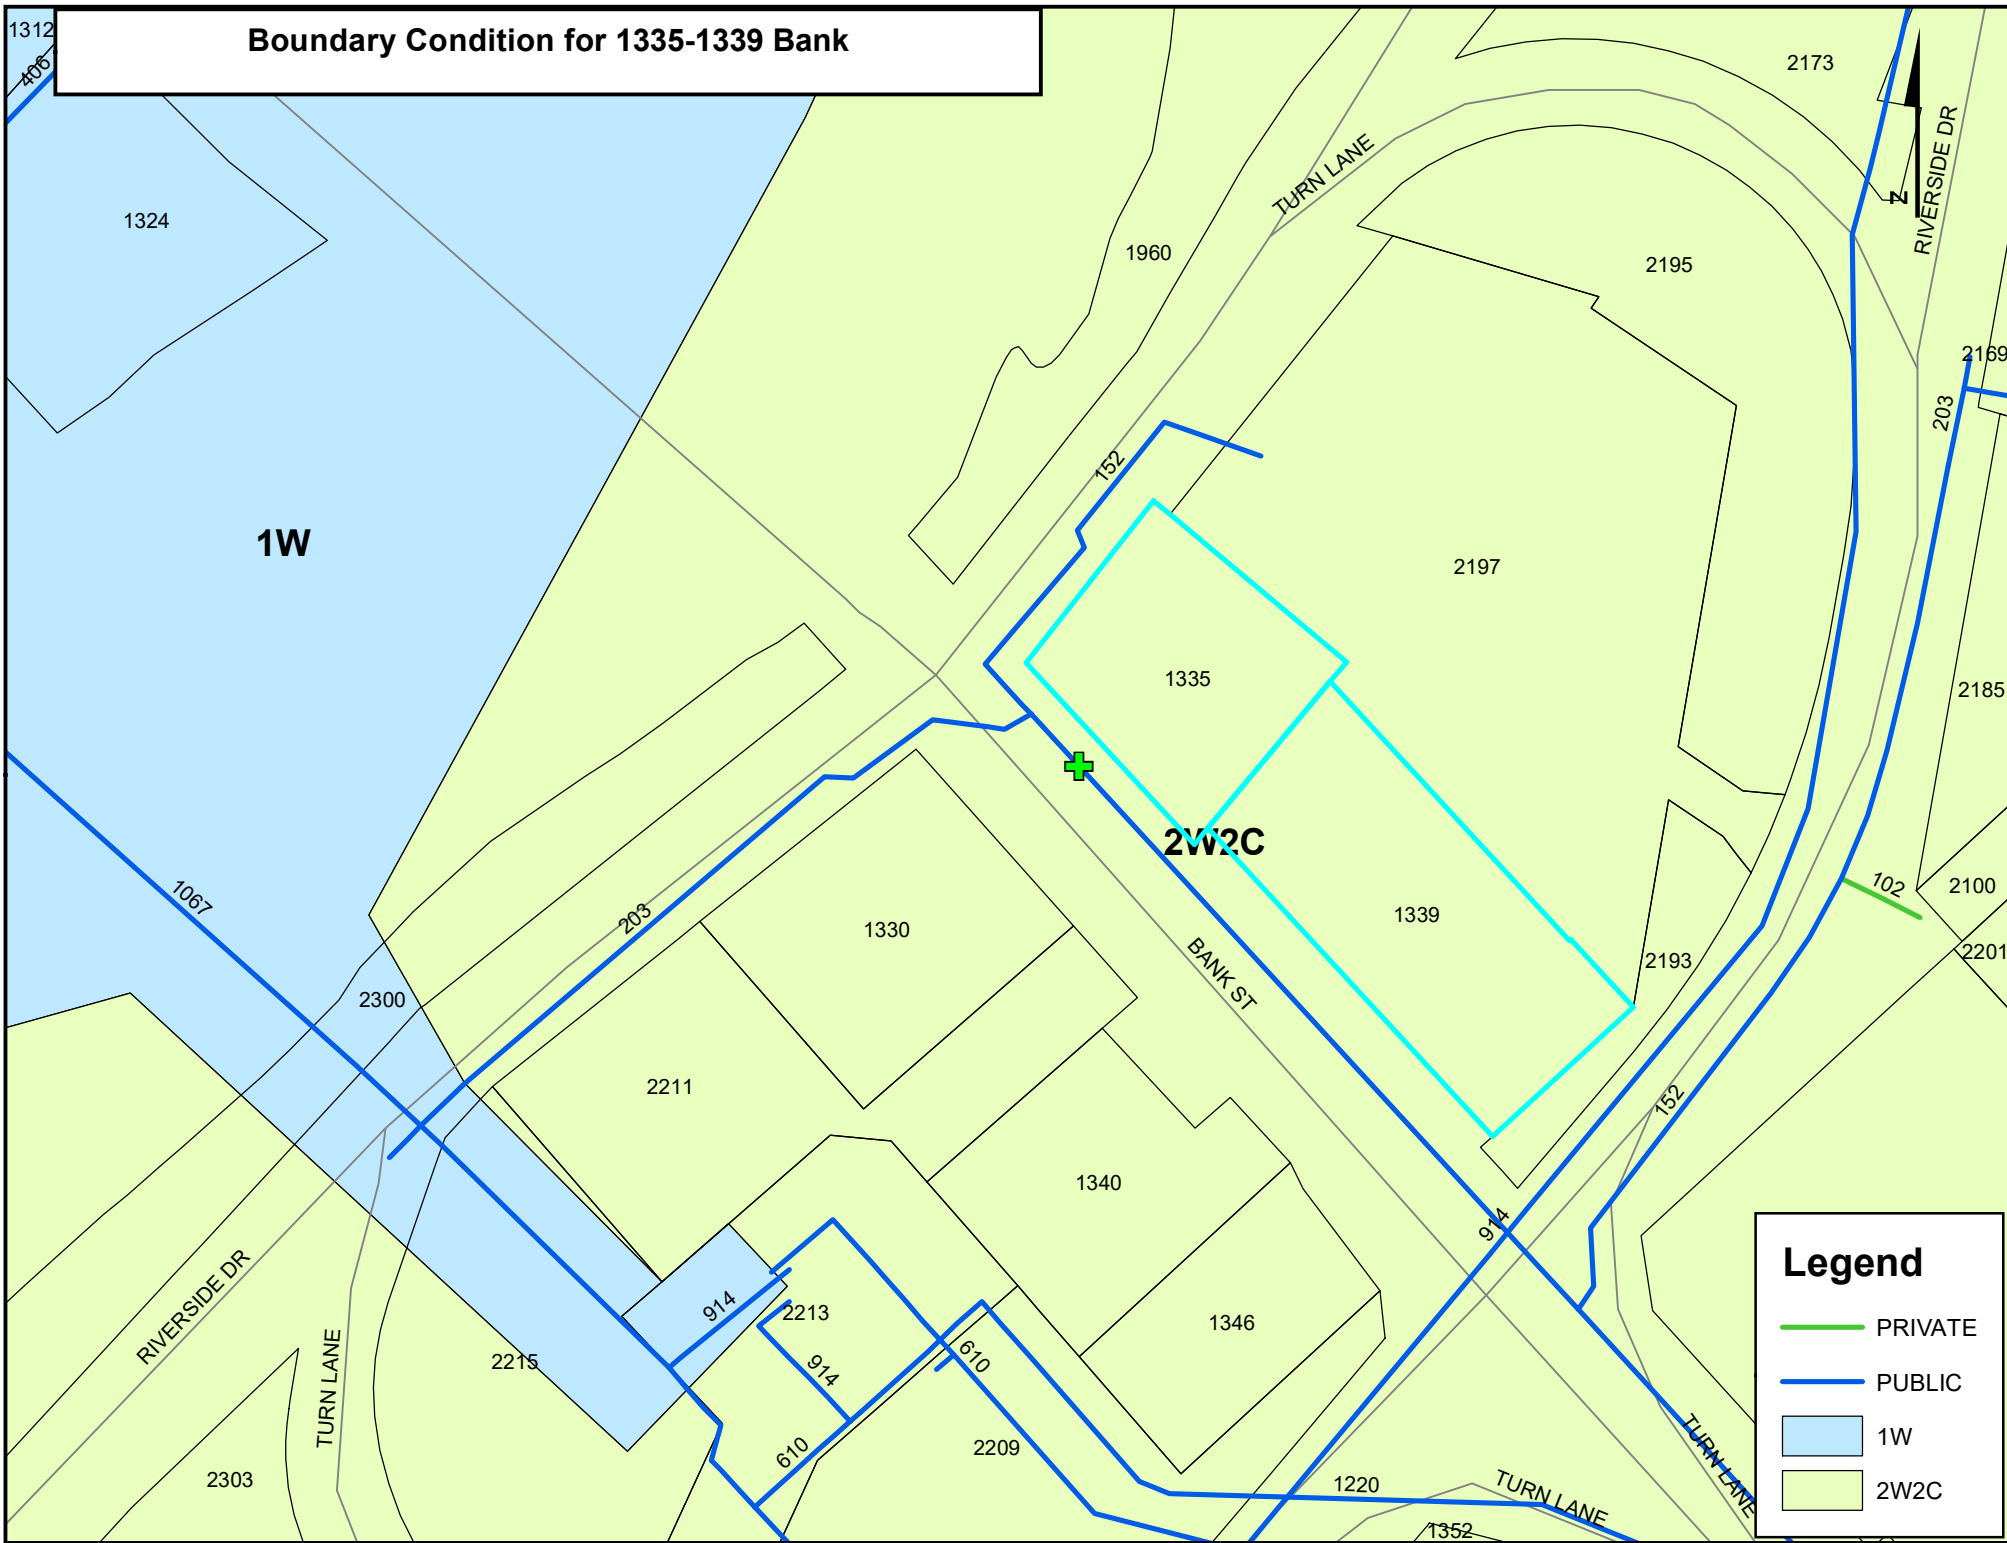 Boundary Condition for 1335-1339 Bank
1312
406
2173
RIVERSIDE DR
N
TURN LANE
1324
1960
2195
2169
203
152
1W
2197
1335
2185
2W2C
1067
203
1330
1339
102
2100
2193
2201
BANK ST
2300
2211
152
1340
914
RIVERSIDE DR
914
2213
1346
TURN LANE
2215
914
610
610
2209
2303
1220
TURN LANE
TURN LANE
1352
Legend
PRIVATE
PUBLIC
1W
2W2C